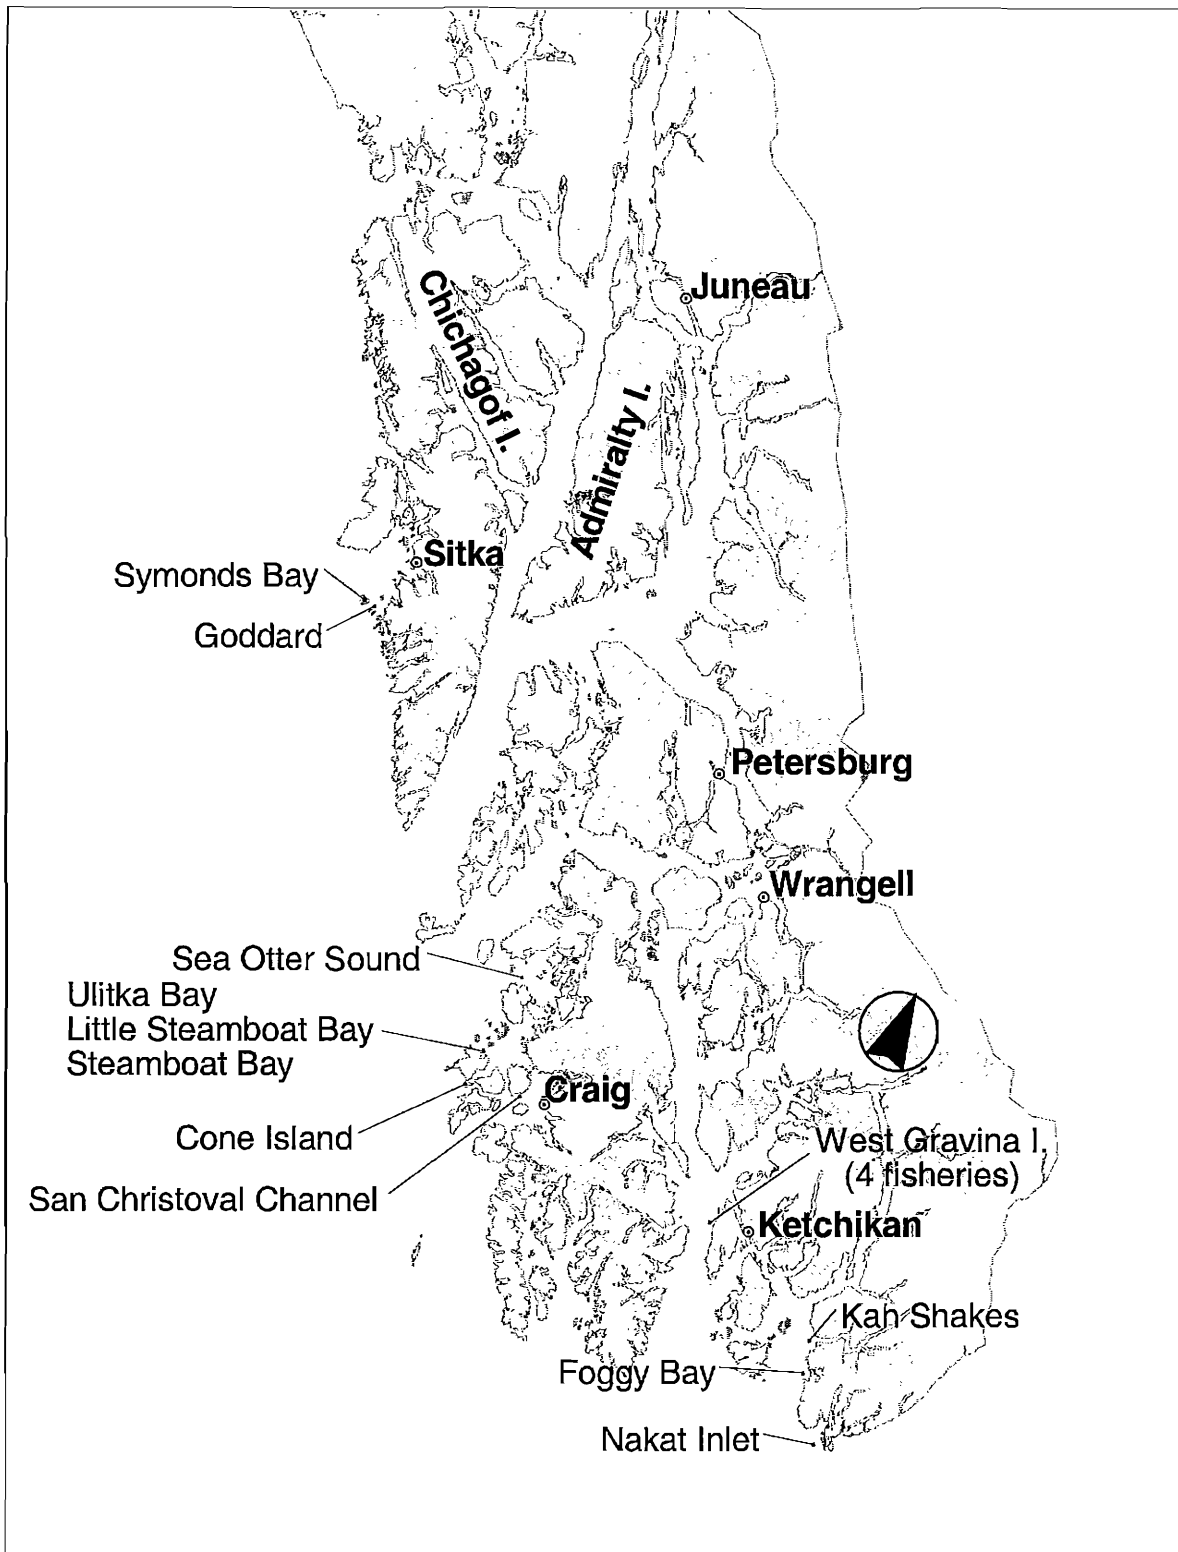 Juneau
Chichagof I.
Admiralty I.
Sitka
Symonds Bay
Goddard
Petersburg
Wrangell
Sea Otter Sound
Ulitka Bay
Little Steamboat Bay
Steamboat Bay
Craig
Cone Island
West Gravina I.
(4 fisheries)
San Christoval Channel
Ketchikan
Kah Shakes
Foggy Bay
Nakat Inlet